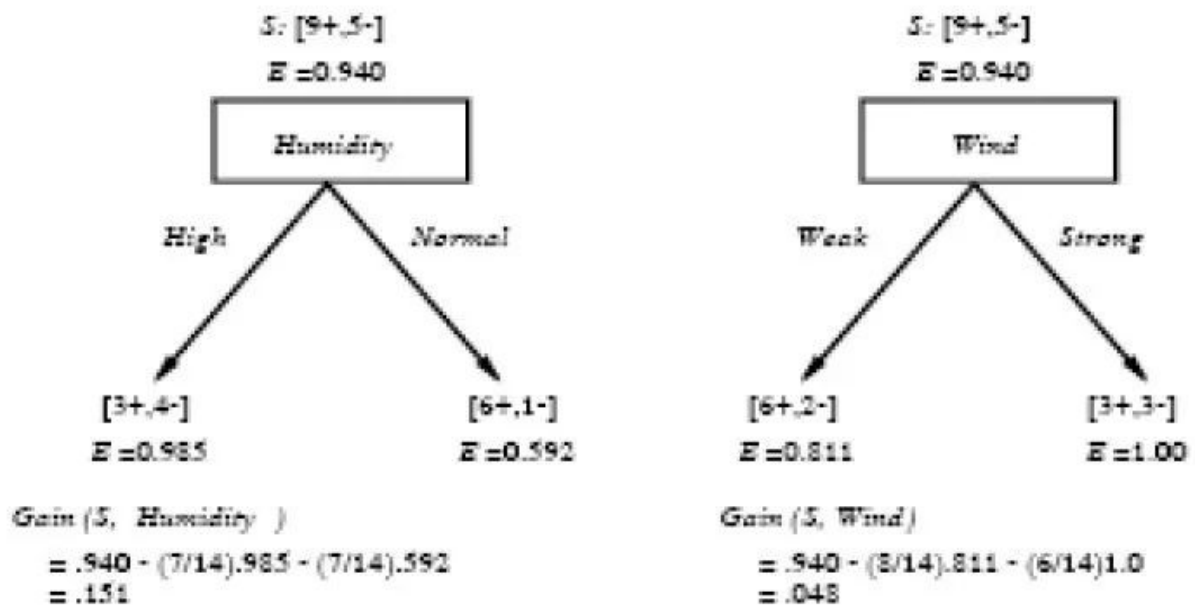 S: [9+,5-]
E =0.940
Humidity
High
Normal
[3+,4-]
E =0.985
[6+,1-]
E =0.592
Gain (S, Humidity )
= .940 - (7/14).985 - (7/14).592
= .151
S: [9+,5-]
E =0.940
Wind
Weak
Strong
[6+,2-]
E =0.811
[3+,3-]
E =1.00
Gain (S, Wind)
= .940 - (8/14).811 - (6/14)1.0
= .048